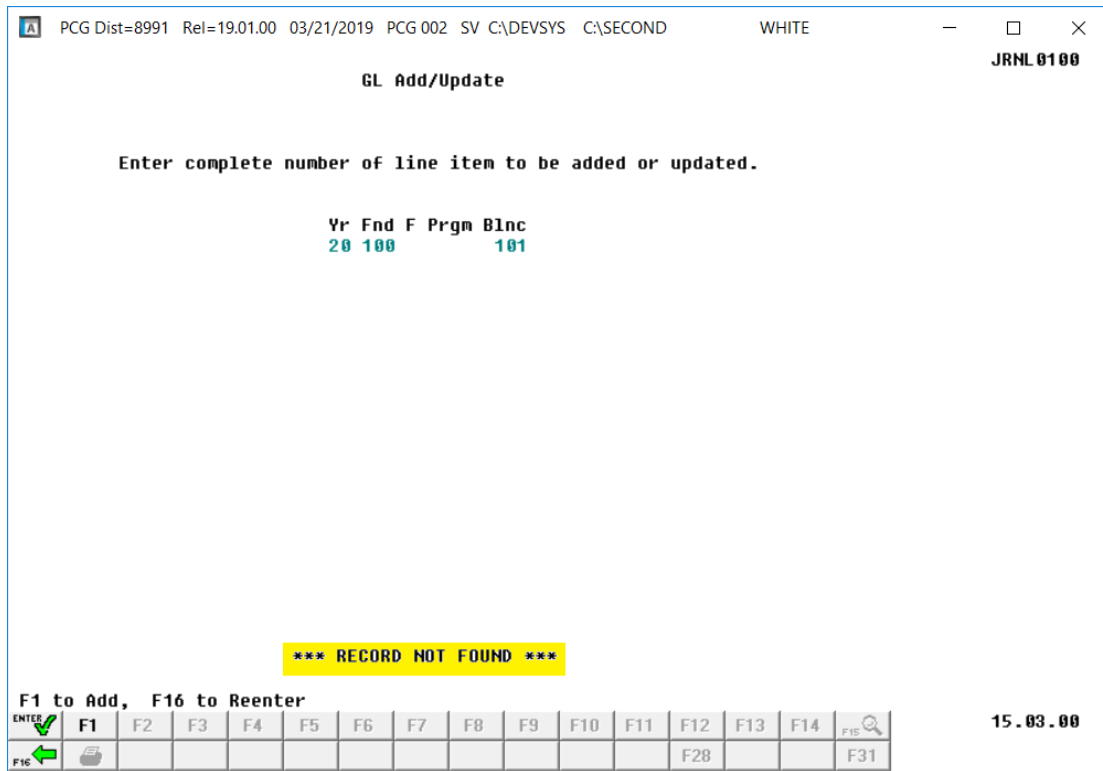 A PCG Dist=8991 Rel=19.01.00 03/21/2019 PCG 002 SV C:\DEVSYS C:\SECOND WHITE
JRNL0100
GL Add/Update
Enter complete number of line item to be added or updated.
Yr Fnd F Prgm Blnc
20 100 101
*** RECORD NOT FOUND ***
F1 to Add, F16 to Reenter
ENTER F1 F2 F3 F4 F5 F6 F7 F8 F9 F10 F11 F12 F13 F14 F15
15.03.00
F16 F28 F31